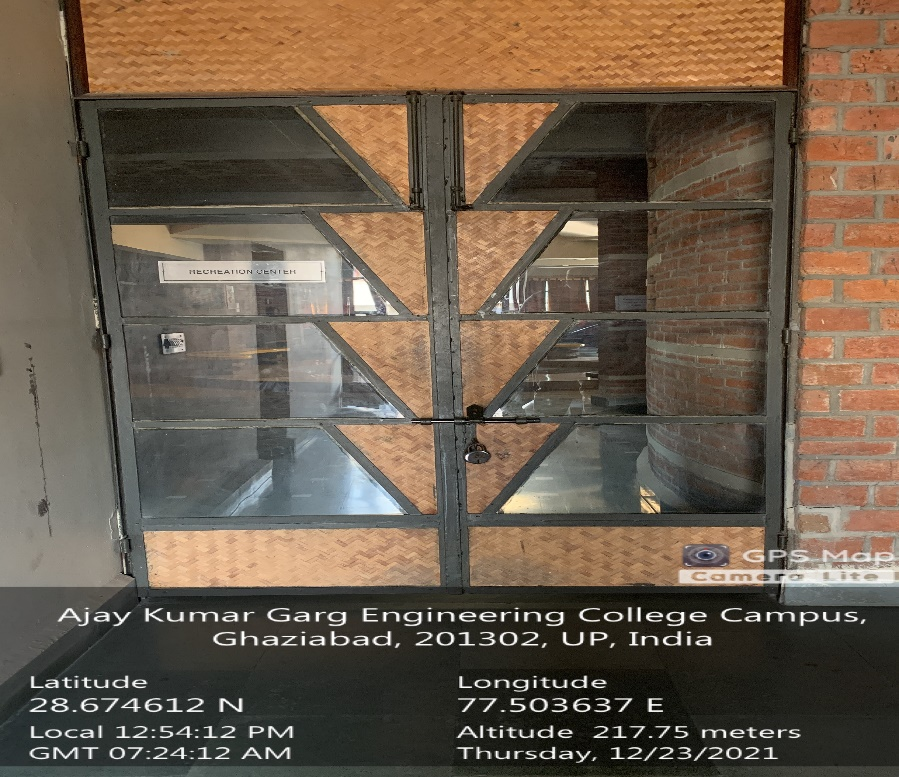 RECREATION CENTER
GPS Map
Camera Lite
Ajay Kumar Garg Engineering College Campus,
Ghaziabad, 201302, UP, India
Latitude
28.674612 N
Local 12:54:12 PM
GMT 07:24:12 AM
Longitude
77.503637 E
Altitude 217.75 meters
Thursday, 12/23/2021